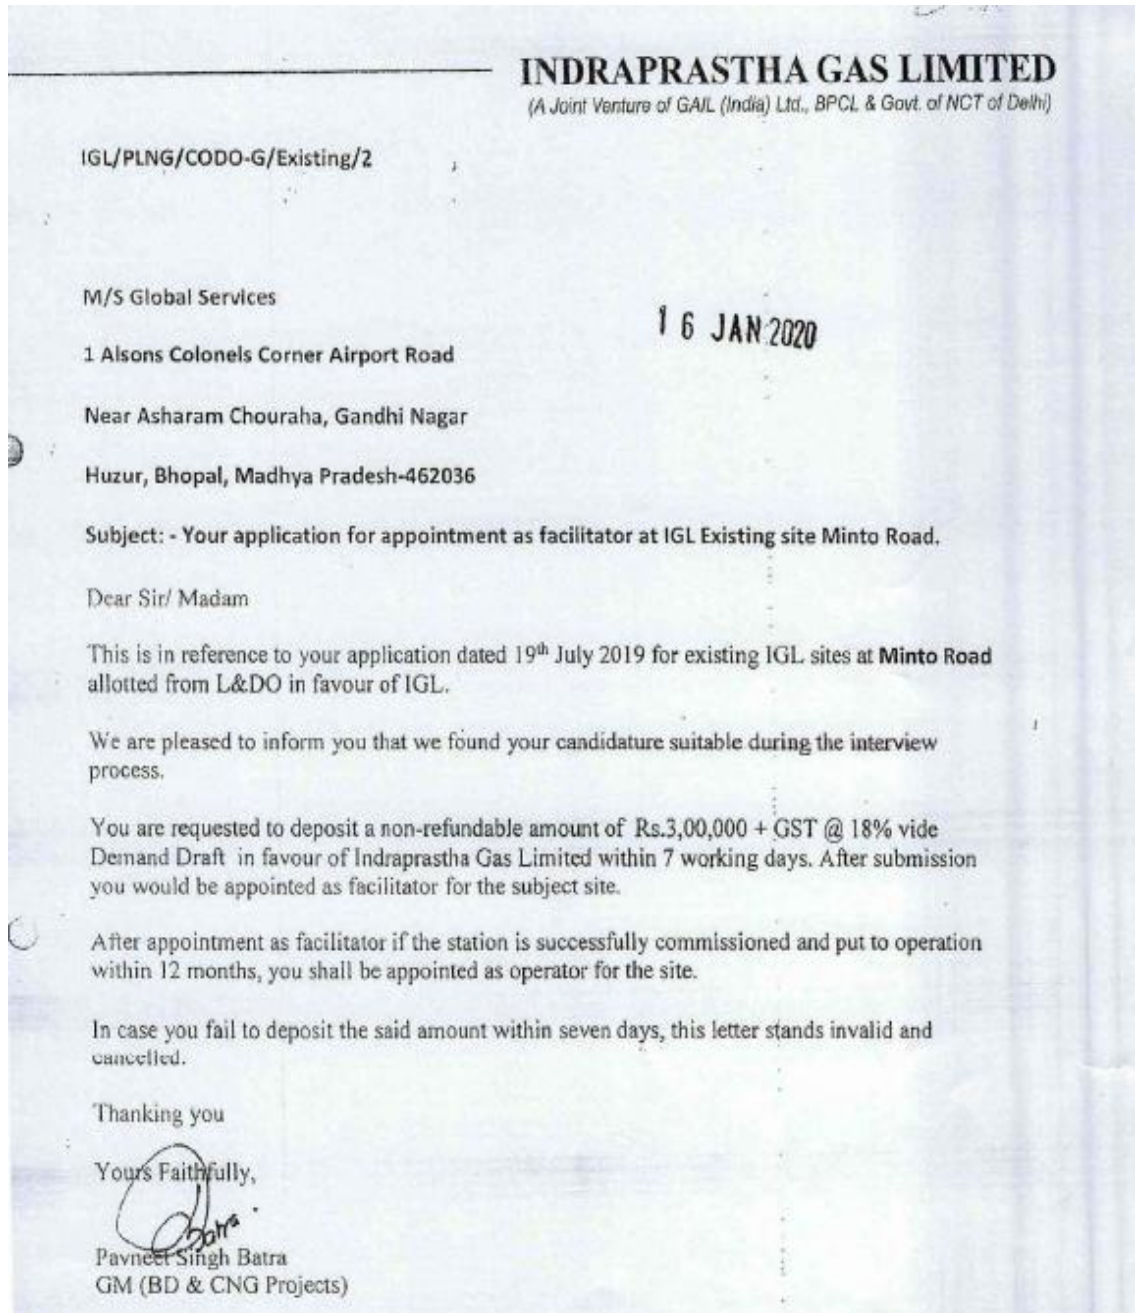 INDRAPRASTHA GAS LIMITED
(A Joint Venture of GAIL (India) Ltd., BPCL & Govt. of NCT of Delhi)
IGL/PLNG/CODO-G/Existing/2
M/S Global Services
16 JAN 2020
1 Alsons Colonels Corner Airport Road
Near Asharam Chouraha, Gandhi Nagar
Huzur, Bhopal, Madhya Pradesh-462036
Subject: - Your application for appointment as facilitator at IGL Existing site Minto Road.
Dear Sir/ Madam
This is in reference to your application dated 19th July 2019 for existing IGL sites at Minto Road
allotted from L&DO in favour of IGL.
We are pleased to inform you that we found your candidature suitable during the interview
process.
You are requested to deposit a non-refundable amount of Rs.3,00,000 + GST @ 18% vide
Demand Draft in favour of Indraprastha Gas Limited within 7 working days. After submission
you would be appointed as facilitator for the subject site.
After appointment as facilitator if the station is successfully commissioned and put to operation
within 12 months, you shall be appointed as operator for the site.
In case you fail to deposit the said amount within seven days, this letter stands invalid and
cancelled.
Thanking you
Yours Faithfully,
Batra
Pavneet Singh Batra
GM (BD & CNG Projects)